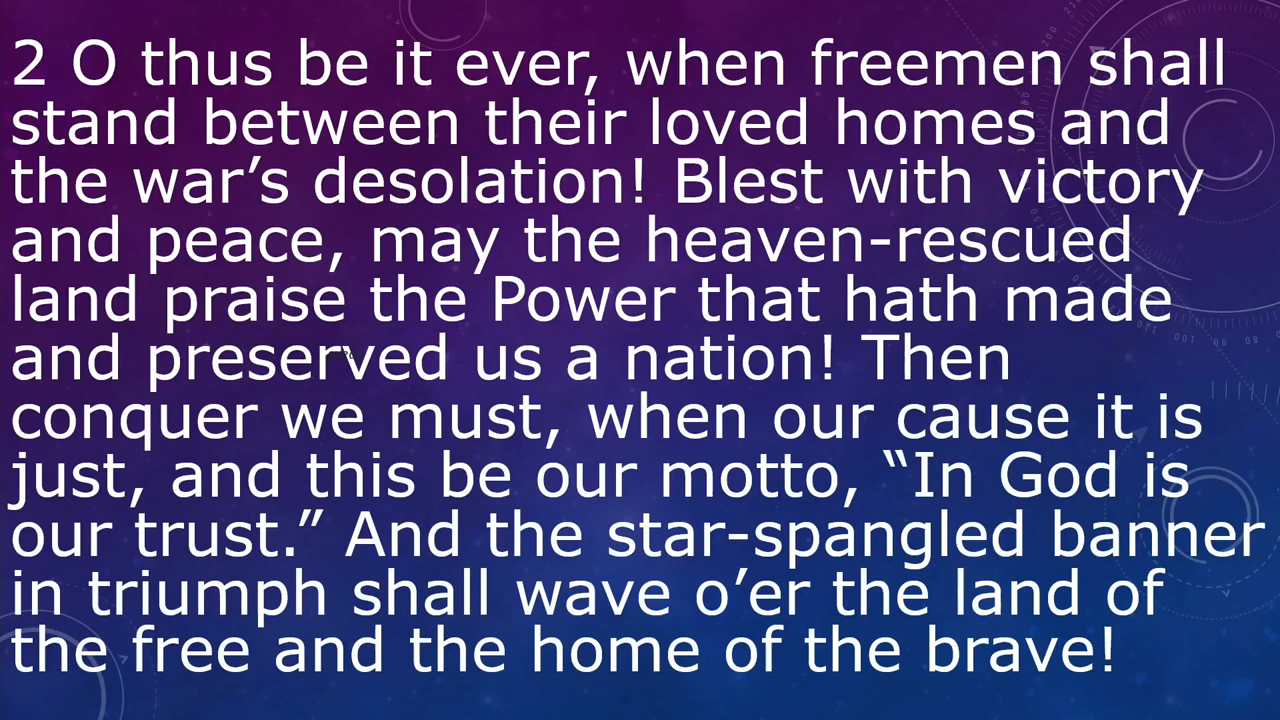 2 O thus be it ever, when freemen shall
stand between their loved homes and
the war’s desolation! Blest with victory
and peace, may the heaven-rescued
land praise the Power that hath made
and preserved us a nation! Then
conquer we must, when our cause it is
just, and this be our motto, “In God is
our trust.” And the star-spangled banner
in triumph shall wave o’er the land of
the free and the home of the brave!